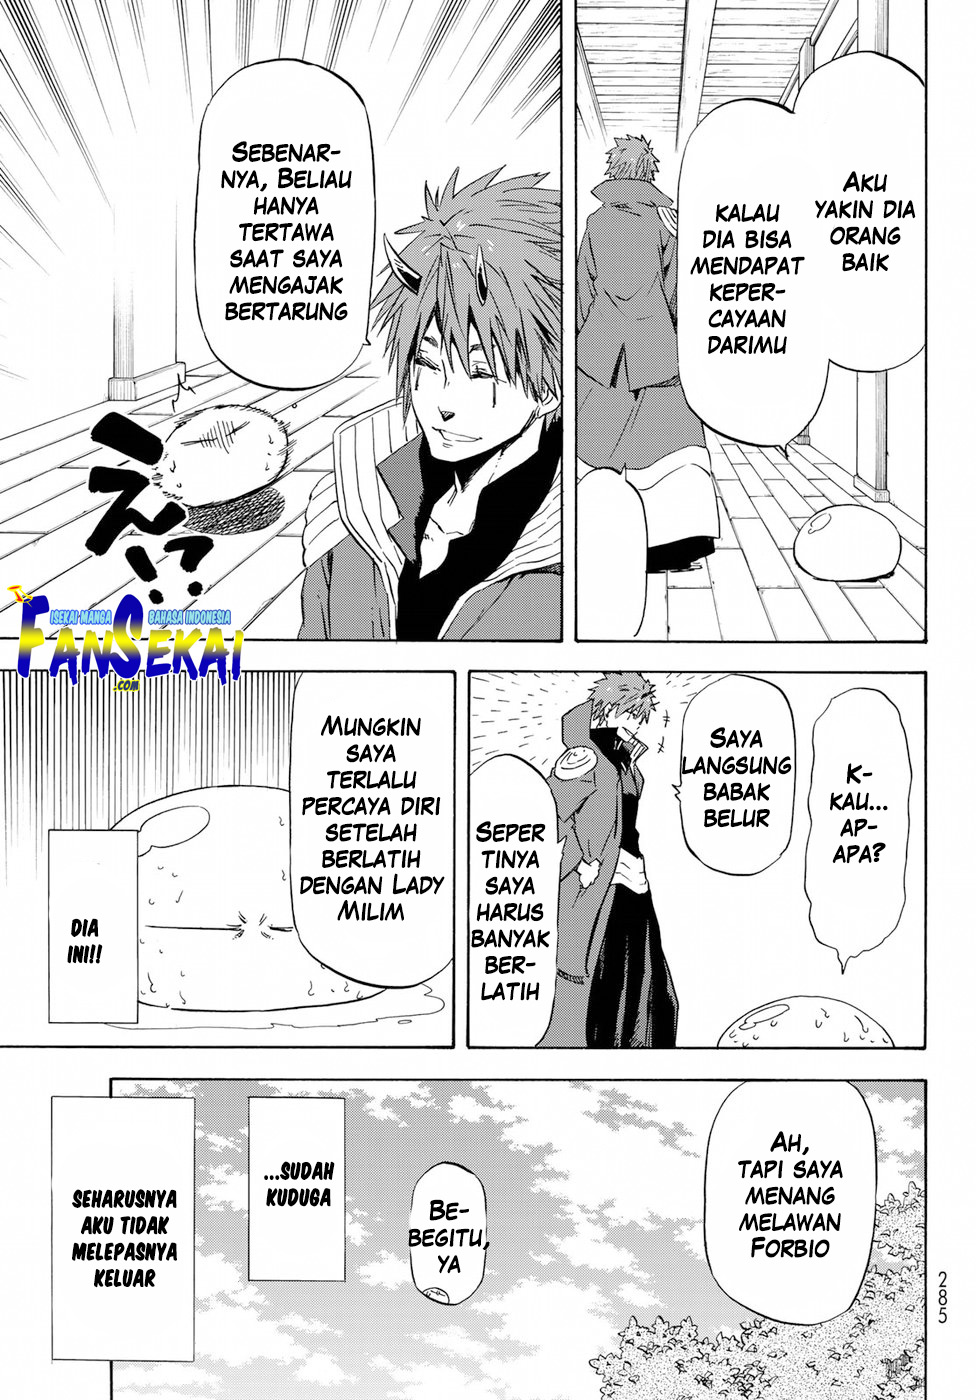 AKU
YAKIN DIA
ORANG
BAIK
KALAU
DIA BISA
MENDAPAT
KEPER-
CAYAAN
DARIMU
SEBENAR-
NYA, BELIAU
HANYA
TERTAWA
SAAT SAYA
MENGAJAK
BERTARUNG
え!?
ISEKAI-MANGA BAHASA INDONESIA
FANSEKAI
.COM
K-
KAU...
AP-
APA?
SAYA
LANGSUNG
BABAK
BELUR
SEPER
TINYA
SAYA
HARUS
BANYAK
BER-
LATIH
MUNGKIN
SAYA
TERLALU
PERCAYA DIRI
SETELAH
BERLATIH
DENGAN LADY
MILIM
DIA
INI!!
AH,
TAPI SAYA
MENANG
MELAWAN
FORBIO
BE-
BEGITU,
YA
...SUDAH
KUDUGA
SEHARUSNYA
AKU TIDAK
MELEPASNYA
KELUAR
285